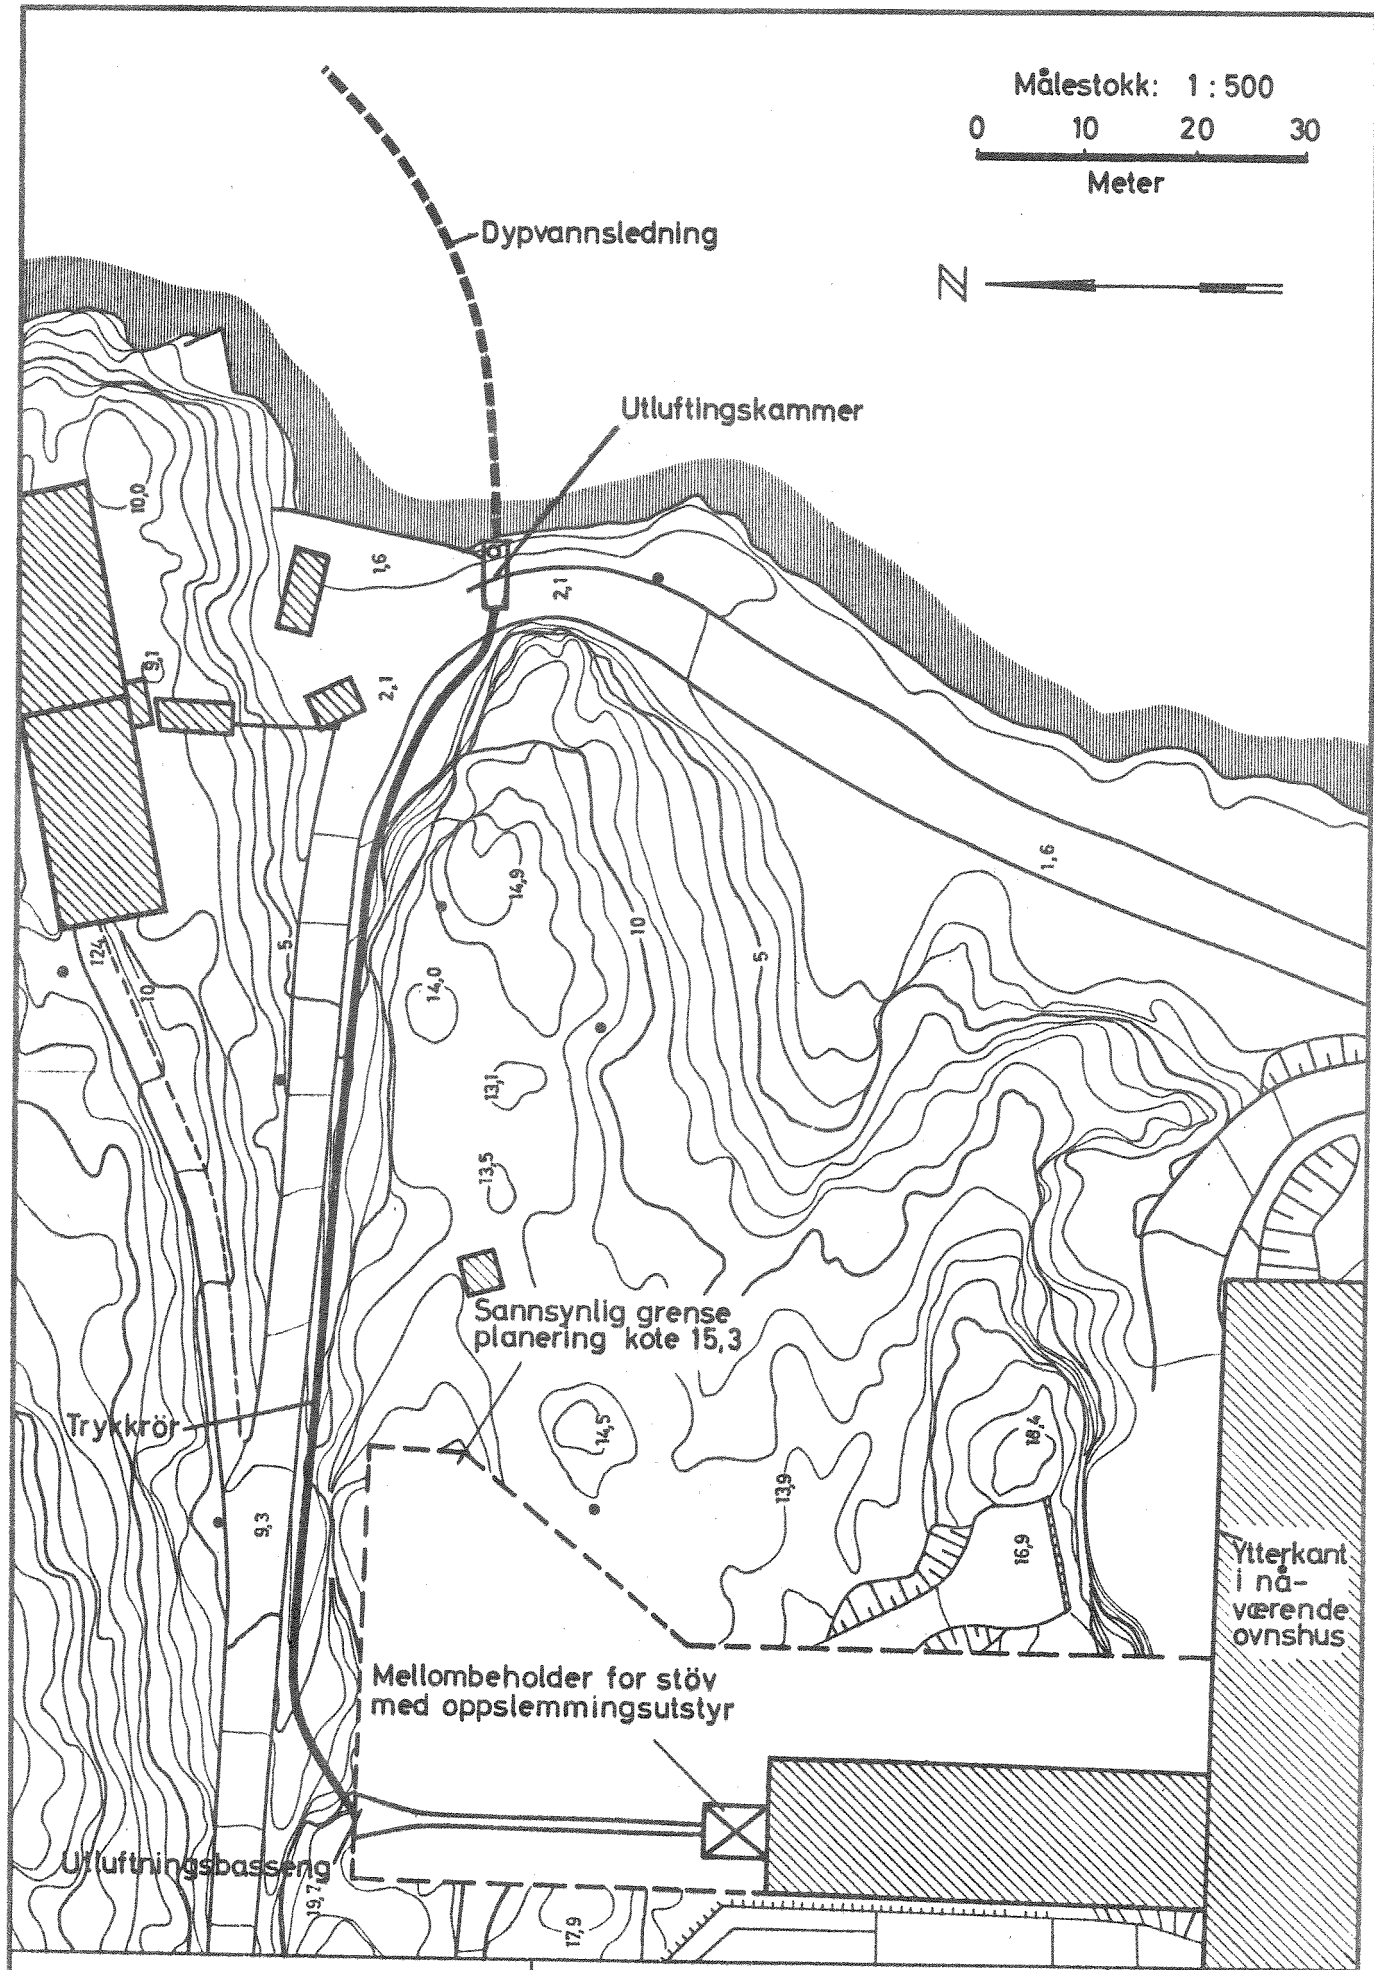 Målestokk: 1 : 500
0 10 20 30
Meter
Dypvannsledning
N
Utluftingskammer
10,0
1,6
2,1
9,1
2,1
1,6
14,9
10
5
5
12,4
10
14,0
13,1
13,5
Sannsynlig grense
planering kote 15,3
Trykkrör
14,5
18,4
13,9
9,3
16,9
Ytterkant
i nå-
værende
ovnshus
Mellombeholder for stöv
med oppslemmingsutstyr
Utluftningsbasseng
19,7
17,9